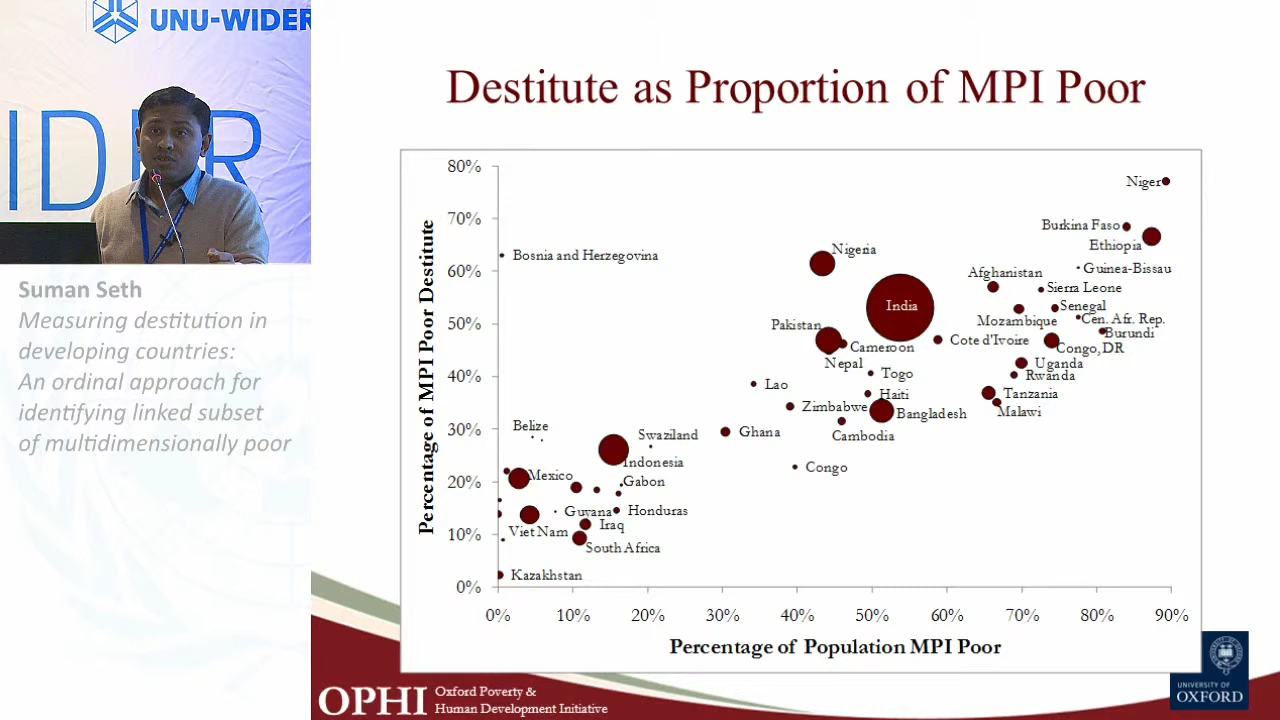 UNU-WIDER
IDER
Suman Seth
Measuring destitution in
developing countries:
An ordinal approach for
identifying linked subset
of multidimensionally poor
Destitute as Proportion of MPI Poor
Percentage of MPI Poor Destitute
80%
70%
60%
50%
40%
30%
20%
10%
0%
Niger
Burkina Faso
Ethiopia
Nigeria
Bosnia and Herzegovina
Guinea-Bissau
Afghanistan
Sierra Leone
India
Senegal
Mozambique
Cen. Afr. Rep.
Pakistan
Burundi
Cote d'Ivoire
Cameroon
Congo, DR
Nepal
Uganda
Togo
Rwanda
Lao
Haiti
Tanzania
Zimbabwe
Malawi
Bangladesh
Belize
Swaziland
Ghana
Cambodia
Indonesia
Congo
Mexico
Gabon
Guyana
Honduras
Viet Nam
Iraq
South Africa
Kazakhstan
0% 10% 20% 30% 40% 50% 60% 70% 80% 90%
Percentage of Population MPI Poor
OPHI
Oxford Poverty &
Human Development Initiative
UNIVERSITY OF
OXFORD